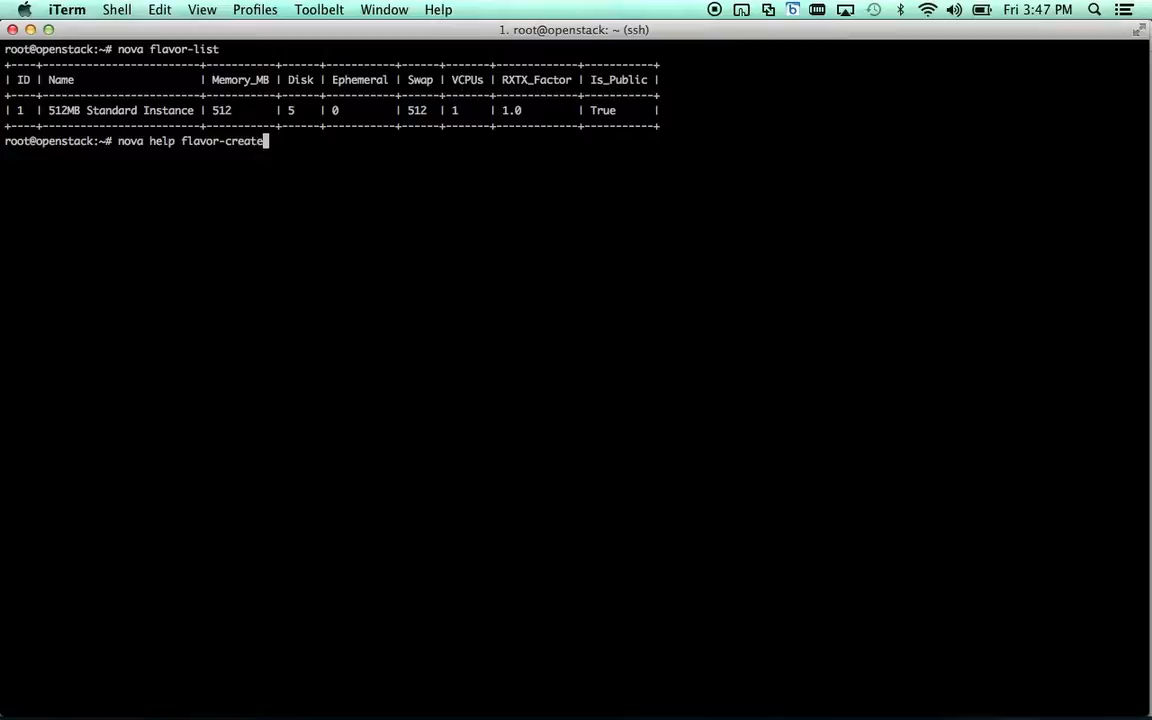 iTerm Shell Edit View Profiles Toolbelt Window Help Fri 3:47 PM
1. root@openstack: ~ (ssh)
root@openstack:~# nova flavor-list
+----+-----------------------+-----------+------+-----------+------+-------+-------------+-----------+
| ID | Name | Memory_MB | Disk | Ephemeral | Swap | VCPUs | RXTX_Factor | Is_Public |
+----+-----------------------+-----------+------+-----------+------+-------+-------------+-----------+
| 1 | 512MB Standard Instance | 512 | 5 | 0 | 512 | 1 | 1.0 | True |
+----+-----------------------+-----------+------+-----------+------+-------+-------------+-----------+
root@openstack:~# nova help flavor-create